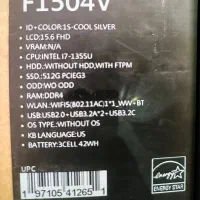 F1504V
ID+COLOR:1S-COOL SILVER
LCD:15.6 FHD
VRAM:N/A
CPU:INTEL I7-1355U
HDD.:WITHOUT HDD,WITH FTPM
SSD.:512G PCIEG3
ODD:WO ODD
RAM:DDR4
WLAN:WIFI5(802.11AC)1*1_WW+BT
USB:USB2.0+USB3.2A*2+USB3.2C
OS TYPE:WITHOUT OS
KB LANGUAGE:US
BATTERY:3CELL 42WH
UPC
1 97105 41265 1
energy
ENERGY STAR